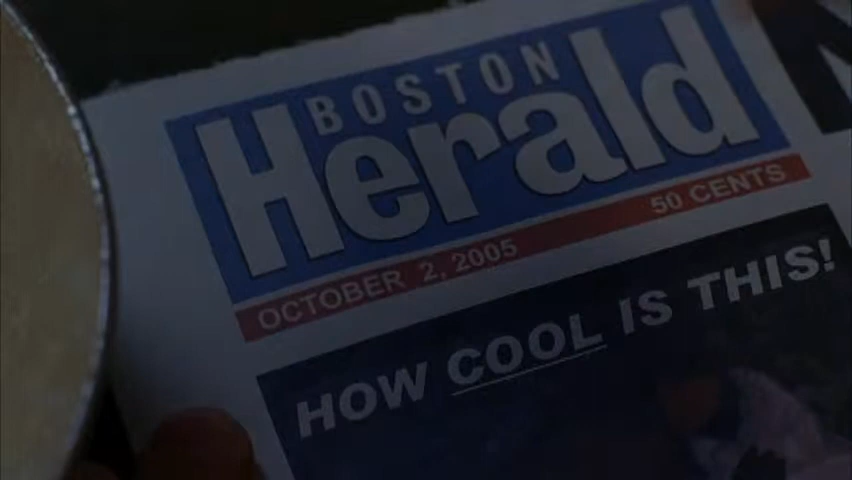 BOSTON
Herald
50 CENTS
OCTOBER 2, 2005
HOW COOL IS THIS!